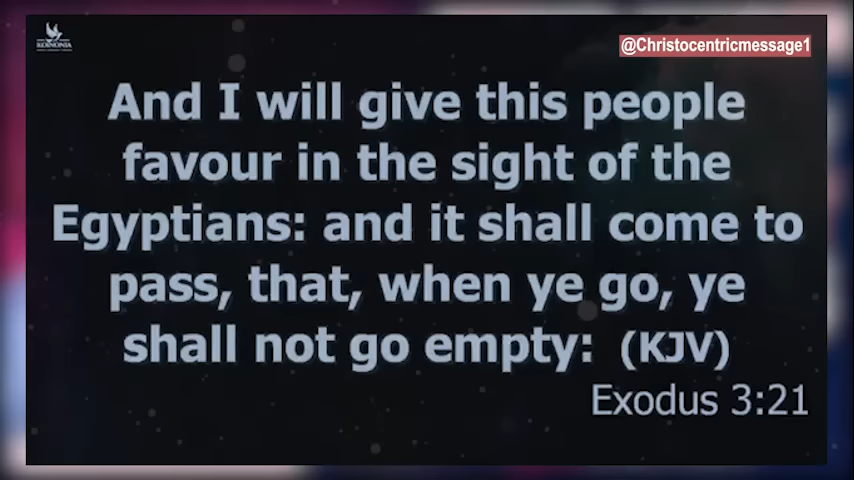 KOINONIA
@Christocentricmessage1
And I will give this people
favour in the sight of the
Egyptians: and it shall come to
pass, that, when ye go, ye
shall not go empty: (KJV)
Exodus 3:21